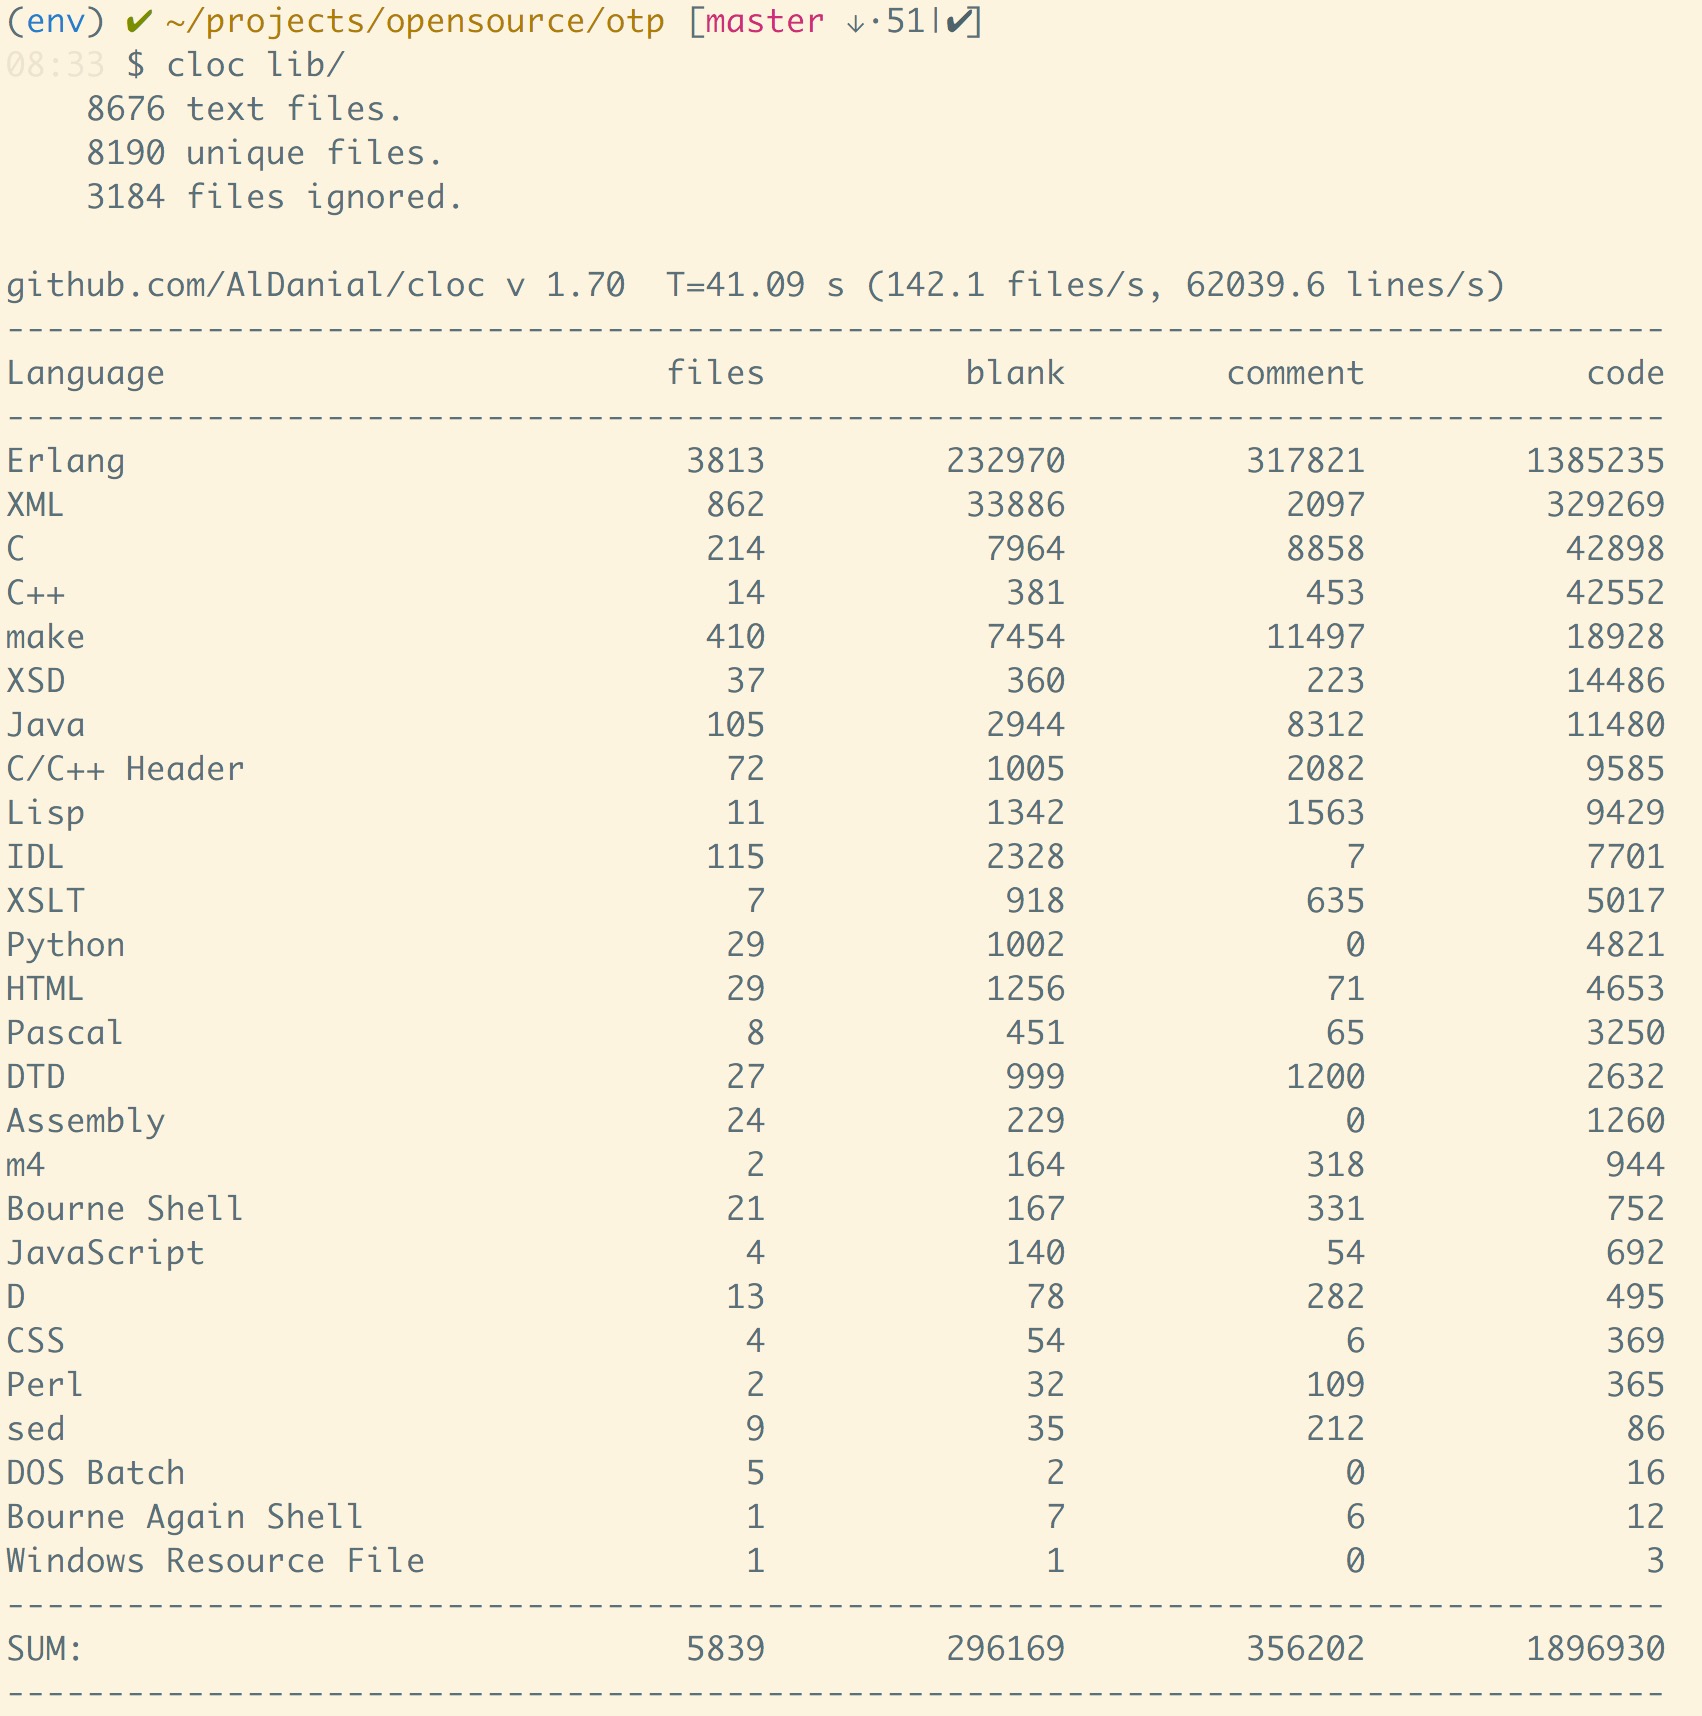 (env) ✔ ~/projects/opensource/otp [master ↓·51|✔]
08:33 $ cloc lib/
    8676 text files.
    8190 unique files.
    3184 files ignored.

github.com/AlDanial/cloc v 1.70  T=41.09 s (142.1 files/s, 62039.6 lines/s)
-----------------------------------------------------------------------------------
Language                         files          blank        comment           code
-----------------------------------------------------------------------------------
Erlang                            3813         232970         317821        1385235
XML                                862          33886           2097         329269
C                                  214           7964           8858          42898
C++                                 14            381            453          42552
make                               410           7454          11497          18928
XSD                                 37            360            223          14486
Java                               105           2944           8312          11480
C/C++ Header                        72           1005           2082           9585
Lisp                                11           1342           1563           9429
IDL                                115           2328              7           7701
XSLT                                 7            918            635           5017
Python                              29           1002              0           4821
HTML                                29           1256             71           4653
Pascal                               8            451             65           3250
DTD                                 27            999           1200           2632
Assembly                            24            229              0           1260
m4                                   2            164            318            944
Bourne Shell                        21            167            331            752
JavaScript                           4            140             54            692
D                                   13             78            282            495
CSS                                  4             54              6            369
Perl                                 2             32            109            365
sed                                  9             35            212             86
DOS Batch                            5              2              0             16
Bourne Again Shell                   1              7              6             12
Windows Resource File                1              1              0              3
-----------------------------------------------------------------------------------
SUM:                              5839         296169         356202        1896930
-----------------------------------------------------------------------------------